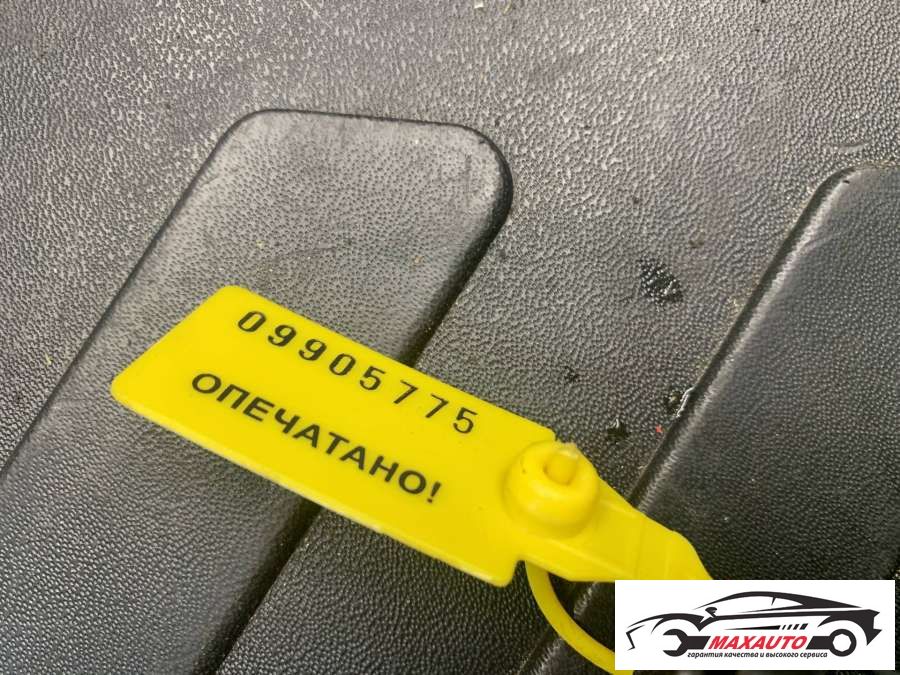 09905775
ОПЕЧАТАНО!
MAXAUTO
гарантия качества и высокого сервиса